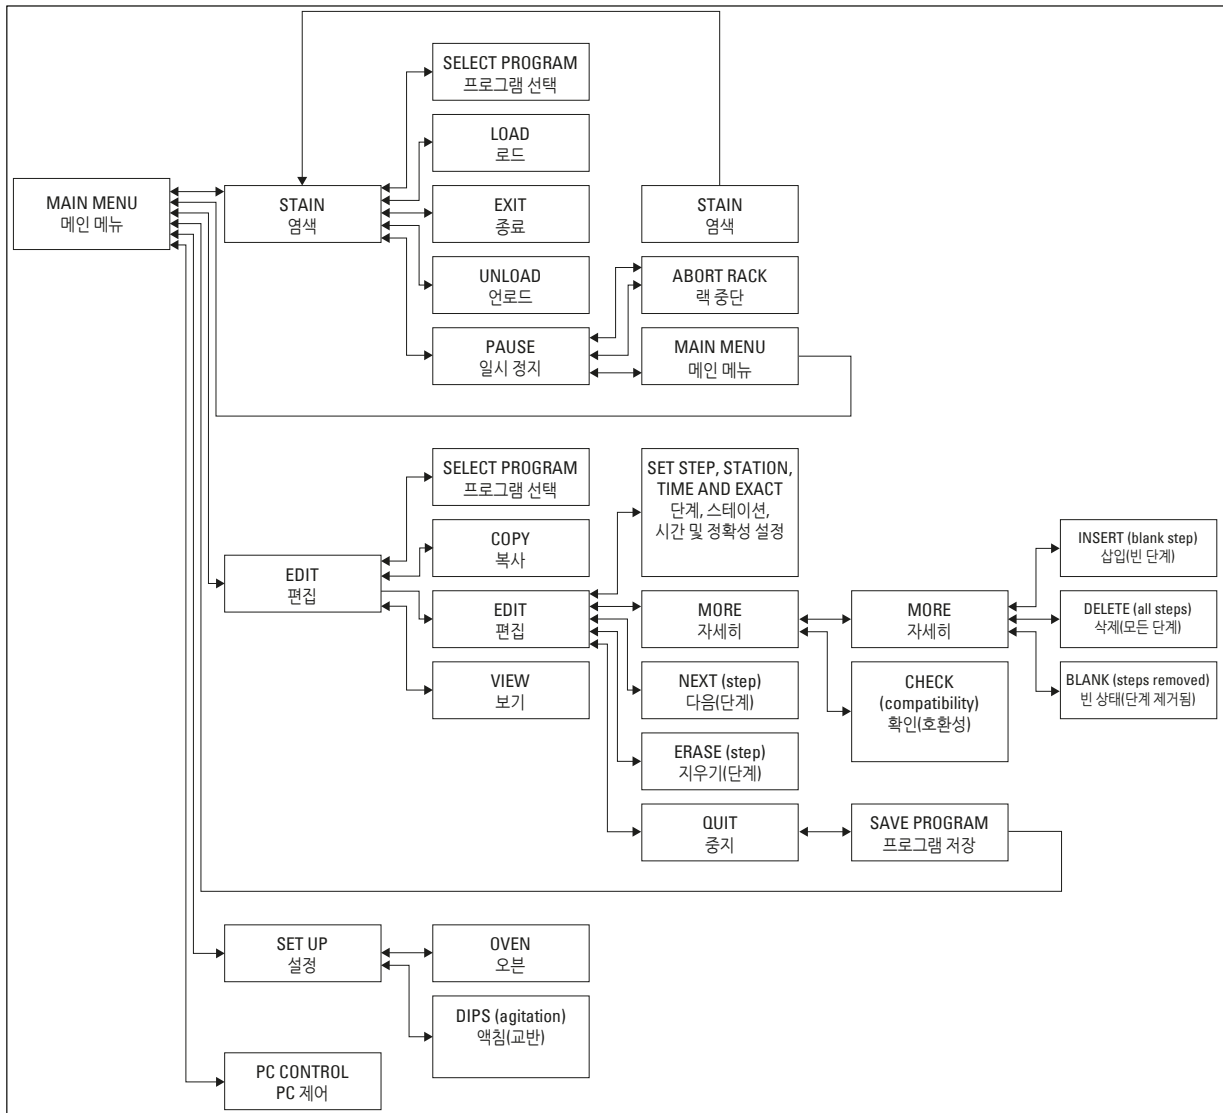 MAIN MENU
메인 메뉴
STAIN
염색
SELECT PROGRAM
프로그램 선택
LOAD
로드
EXIT
종료
UNLOAD
언로드
PAUSE
일시 정지
STAIN
염색
ABORT RACK
랙 중단
MAIN MENU
메인 메뉴
EDIT
편집
SELECT PROGRAM
프로그램 선택
COPY
복사
EDIT
편집
VIEW
보기
SET STEP, STATION,
TIME AND EXACT
단계, 스테이션,
시간 및 정확성 설정
MORE
자세히
NEXT (step)
다음(단계)
ERASE (step)
지우기(단계)
QUIT
중지
MORE
자세히
CHECK
(compatibility)
확인(호환성)
SAVE PROGRAM
프로그램 저장
INSERT (blank step)
삽입(빈 단계)
DELETE (all steps)
삭제(모든 단계)
BLANK (steps removed)
빈 상태(단계 제거됨)
SET UP
설정
OVEN
오븐
DIPS (agitation)
액침(교반)
PC CONTROL
PC 제어